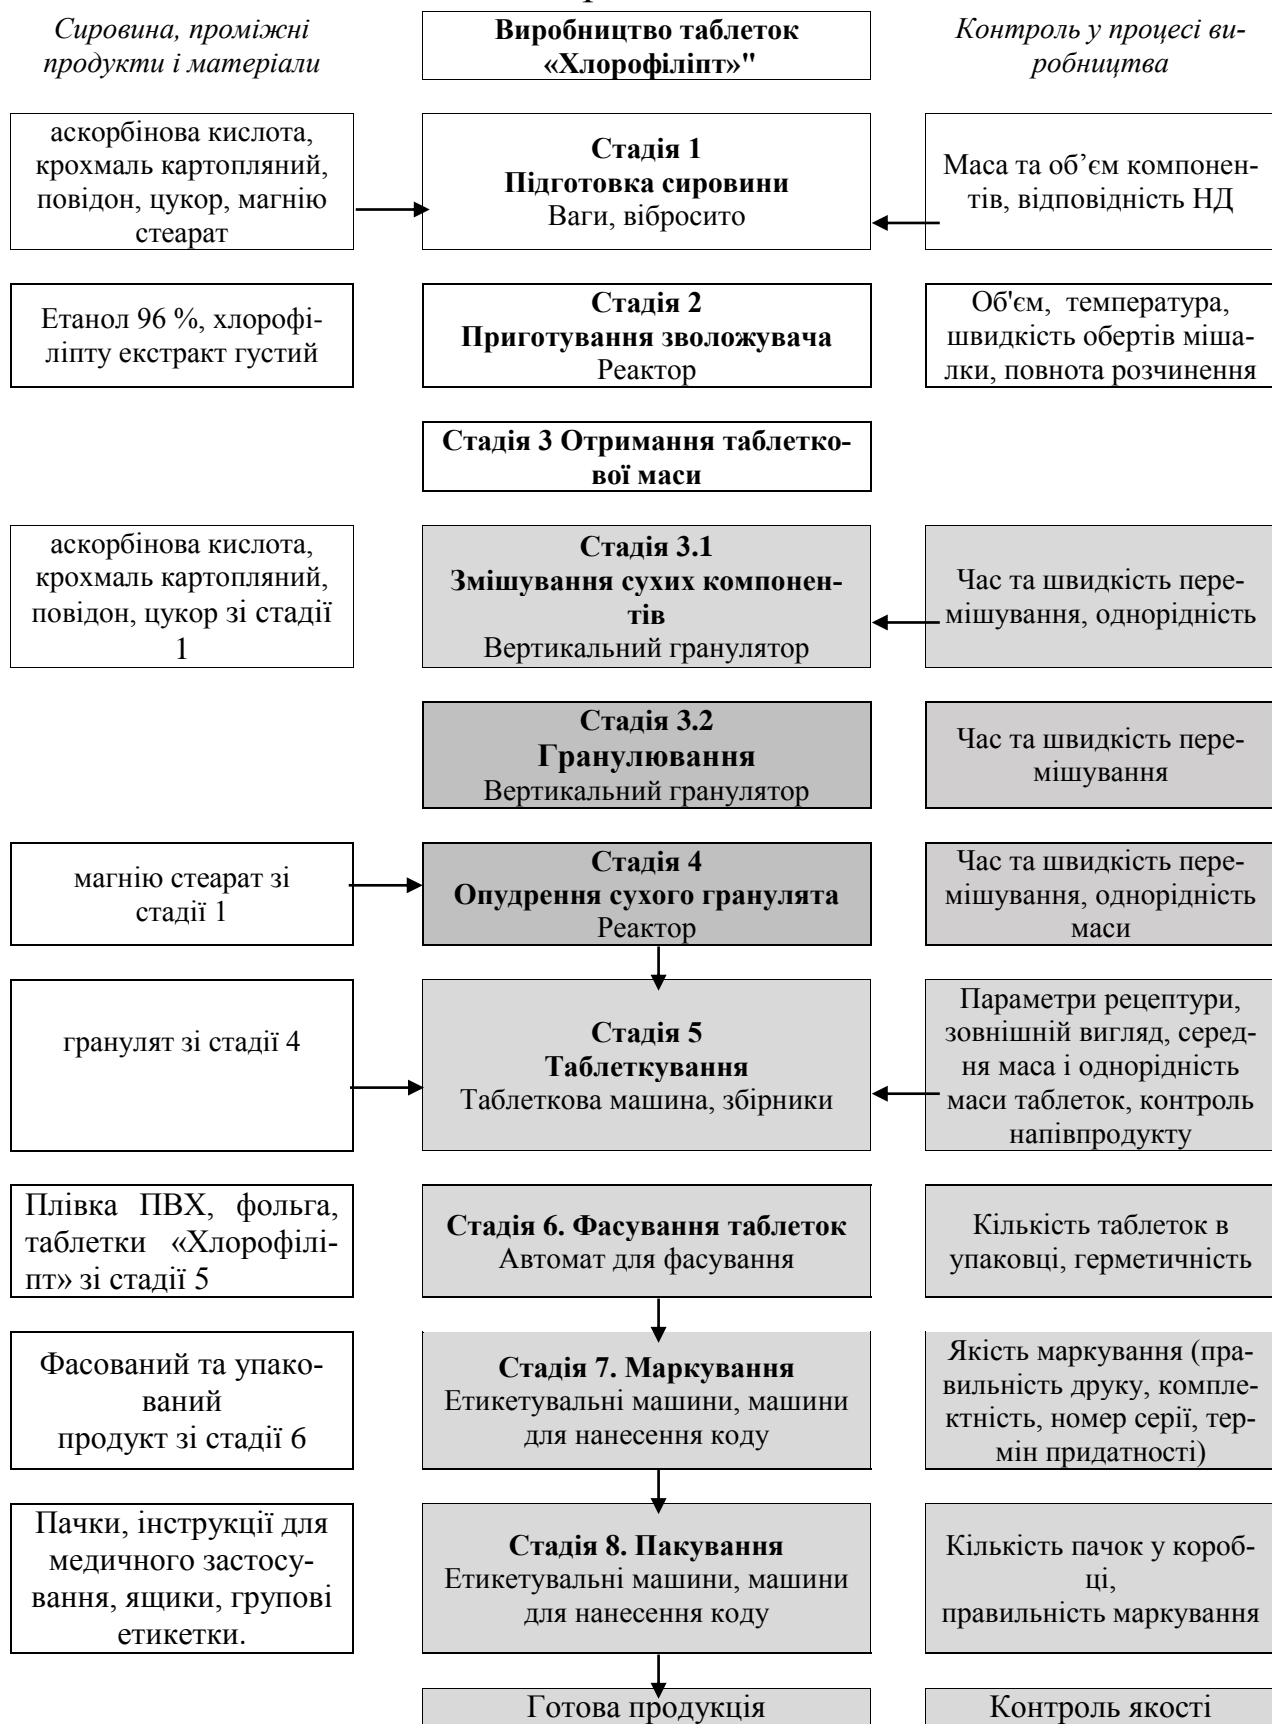 Сировина, проміжні
продукти і матеріали
Виробництво таблеток
«Хлорофіліпт»"
Контроль у процесі ви-
робництва
аскорбінова кислота,
крохмаль картопляний,
повідон, цукор, магнію
стеарат
Стадія 1
Підготовка сировини
Ваги, вібросито
Маса та об’єм компонен-
тів, відповідність НД
Етанол 96 %, хлорофі-
ліпту екстракт густий
Стадія 2
Приготування зволожувача
Реактор
Об'єм, температура,
швидкість обертів міша-
лки, повнота розчинення
Стадія 3 Отримання таблетко-
вої маси
аскорбінова кислота,
крохмаль картопляний,
повідон, цукор зі стадії
1
Стадія 3.1
Змішування сухих компонен-
тів
Вертикальний гранулятор
Час та швидкість пере-
мішування, однорідність
Стадія 3.2
Гранулювання
Вертикальний гранулятор
Час та швидкість пере-
мішування
магнію стеарат зі
стадії 1
Стадія 4
Опудрення сухого гранулята
Реактор
Час та швидкість пере-
мішування, однорідність
маси
гранулят зі стадії 4
Стадія 5
Таблеткування
Таблеткова машина, збірники
Параметри рецептури,
зовнішній вигляд, серед-
ня маса і однорідність
маси таблеток, контроль
напівпродукту
Плівка ПВХ, фольга,
таблетки «Хлорофілі-
пт» зі стадії 5
Стадія 6. Фасування таблеток
Автомат для фасування
Кількість таблеток в
упаковці, герметичність
Фасований та упако-
ваний
продукт зі стадії 6
Стадія 7. Маркування
Етикетувальні машини, машини
для нанесення коду
Якість маркування (пра-
вильність друку, компле-
ктність, номер серії, тер-
мін придатності)
Пачки, інструкції для
медичного застосу-
вання, ящики, групові
етикетки.
Стадія 8. Пакування
Етикетувальні машини, машини
для нанесення коду
Кількість пачок у короб-
ці,
правильність маркування
Готова продукція
Контроль якості